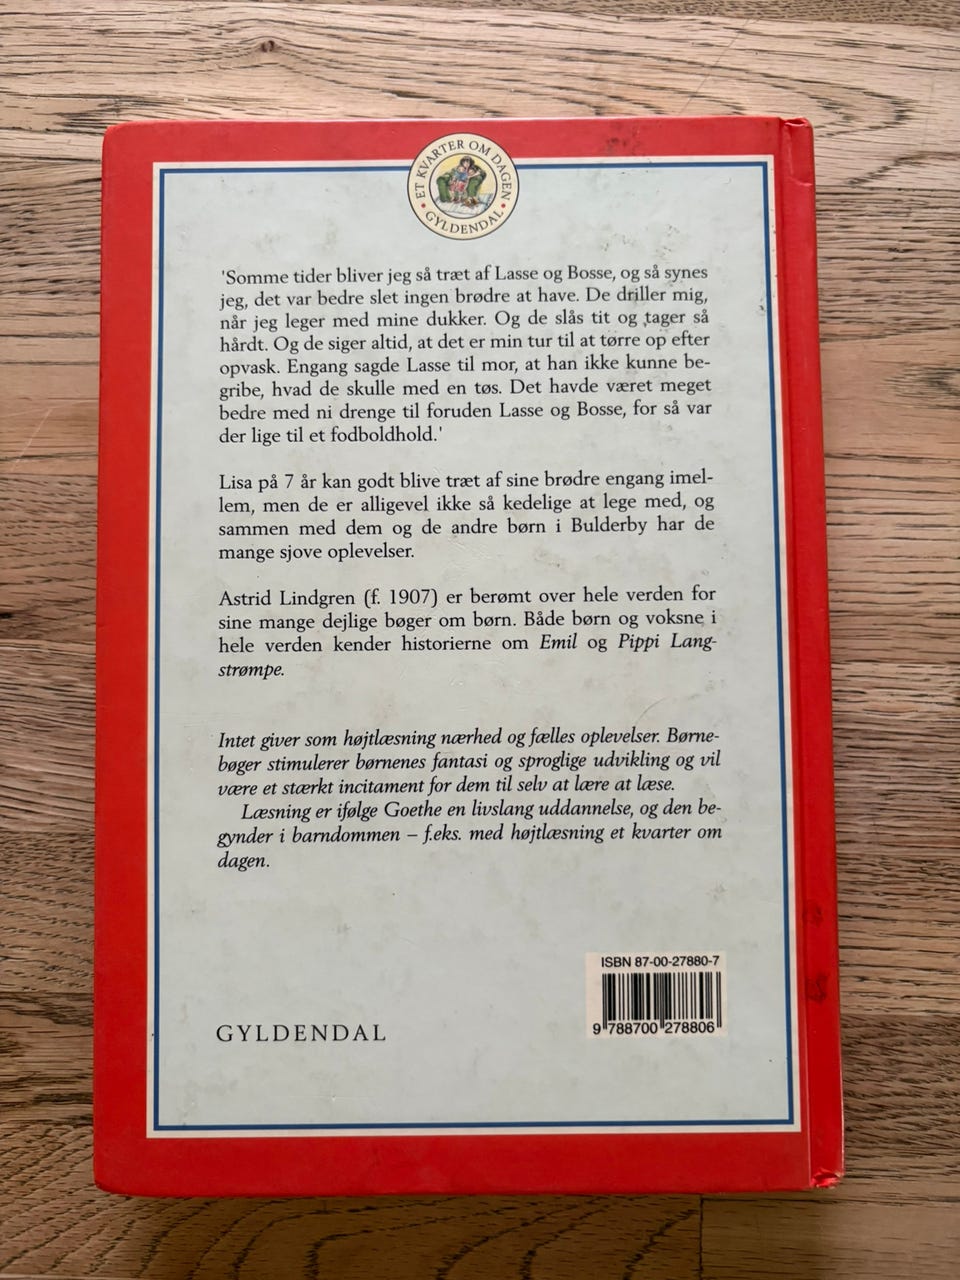 ET KVARTER OM DAGEN
• GYLDENDAL •
'Somme tider bliver jeg så træt af Lasse og Bosse, og så synes
jeg, det var bedre slet ingen brødre at have. De driller mig,
når jeg leger med mine dukker. Og de slås tit og tager så
hårdt. Og de siger altid, at det er min tur til at tørre op efter
opvask. Engang sagde Lasse til mor, at han ikke kunne be-
gribe, hvad de skulle med en tøs. Det havde været meget
bedre med ni drenge til foruden Lasse og Bosse, for så var
der lige til et fodboldhold.'
Lisa på 7 år kan godt blive træt af sine brødre engang imel-
lem, men de er alligevel ikke så kedelige at lege med, og
sammen med dem og de andre børn i Bulderby har de
mange sjove oplevelser.
Astrid Lindgren (f. 1907) er berømt over hele verden for
sine mange dejlige bøger om børn. Både børn og voksne i
hele verden kender historierne om Emil og Pippi Lang-
strømpe.
Intet giver som højtlæsning nærhed og fælles oplevelser. Børne-
bøger stimulerer børnenes fantasi og sproglige udvikling og vil
være et stærkt incitament for dem til selv at lære at læse.
Læsning er ifølge Goethe en livslang uddannelse, og den be-
gynder i barndommen – f.eks. med højtlæsning et kvarter om
dagen.
ISBN 87-00-27880-7
9 788700 278806
GYLDENDAL